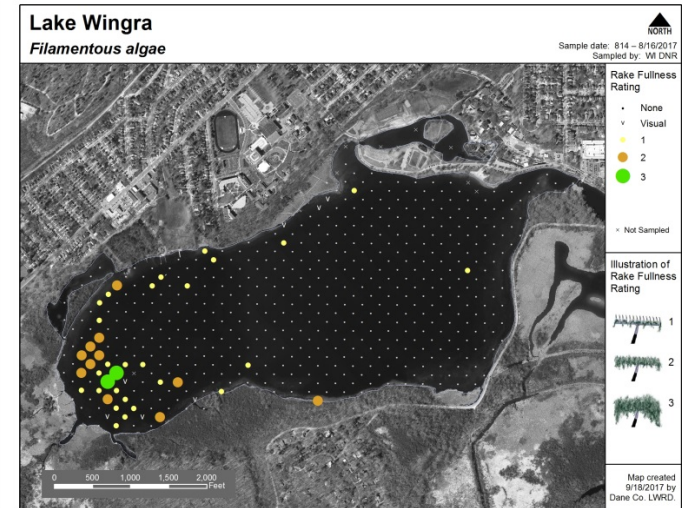 Lake Wingra
Filamentous algae
NORTH
Sample date: 814 – 8/16/2017
Sampled by: WI DNR
Rake Fullness
Rating
None
v Visual
1
2
3
× Not Sampled
Illustration of
Rake Fullness
Rating
1
2
3
0 500 1,000 1,500 2,000
Feet
Map created
9/18/2017 by
Dane Co. LWRD.